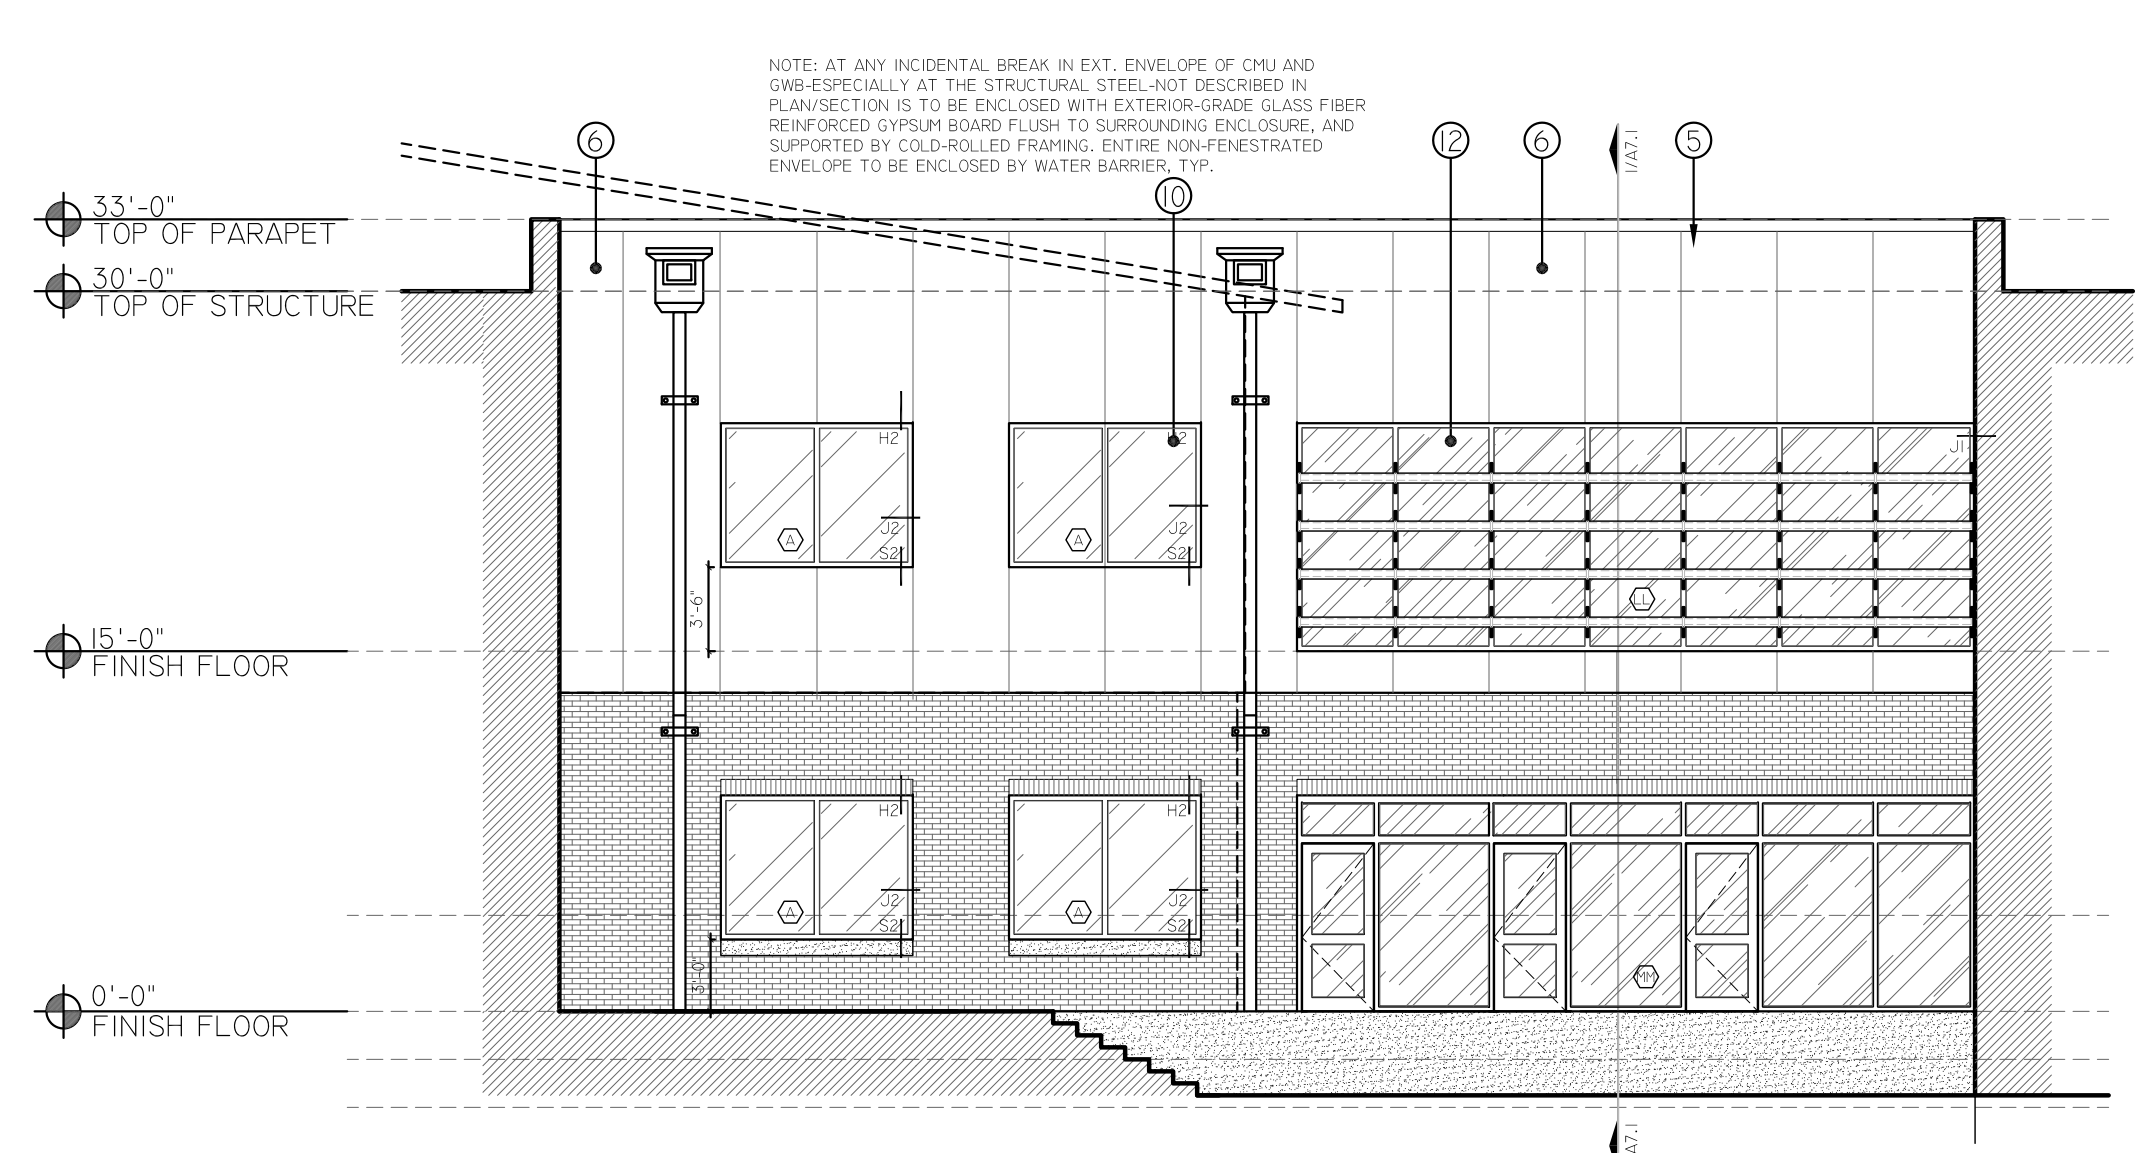 NOTE: AT ANY INCIDENTAL BREAK IN EXT. ENVELOPE OF CMU AND
GWB-ESPECIALLY AT THE STRUCTURAL STEEL-NOT DESCRIBED IN
PLAN/SECTION IS TO BE ENCLOSED WITH EXTERIOR-GRADE GLASS FIBER
REINFORCED GYPSUM BOARD FLUSH TO SURROUNDING ENCLOSURE, AND
SUPPORTED BY COLD-ROLLED FRAMING. ENTIRE NON-FENESTRATED
ENVELOPE TO BE ENCLOSED BY WATER BARRIER, TYP.
6
12
6
5
1/A7.1
10
33'-0"
TOP OF PARAPET
30'-0"
TOP OF STRUCTURE
H2
H2
J1
J2
J2
A
A
S2
S2
3'-6"
LL
15'-0"
FINISH FLOOR
H2
H2
J2
J2
A
A
S2
S2
3'-0"
MM
0'-0"
FINISH FLOOR
A7.1